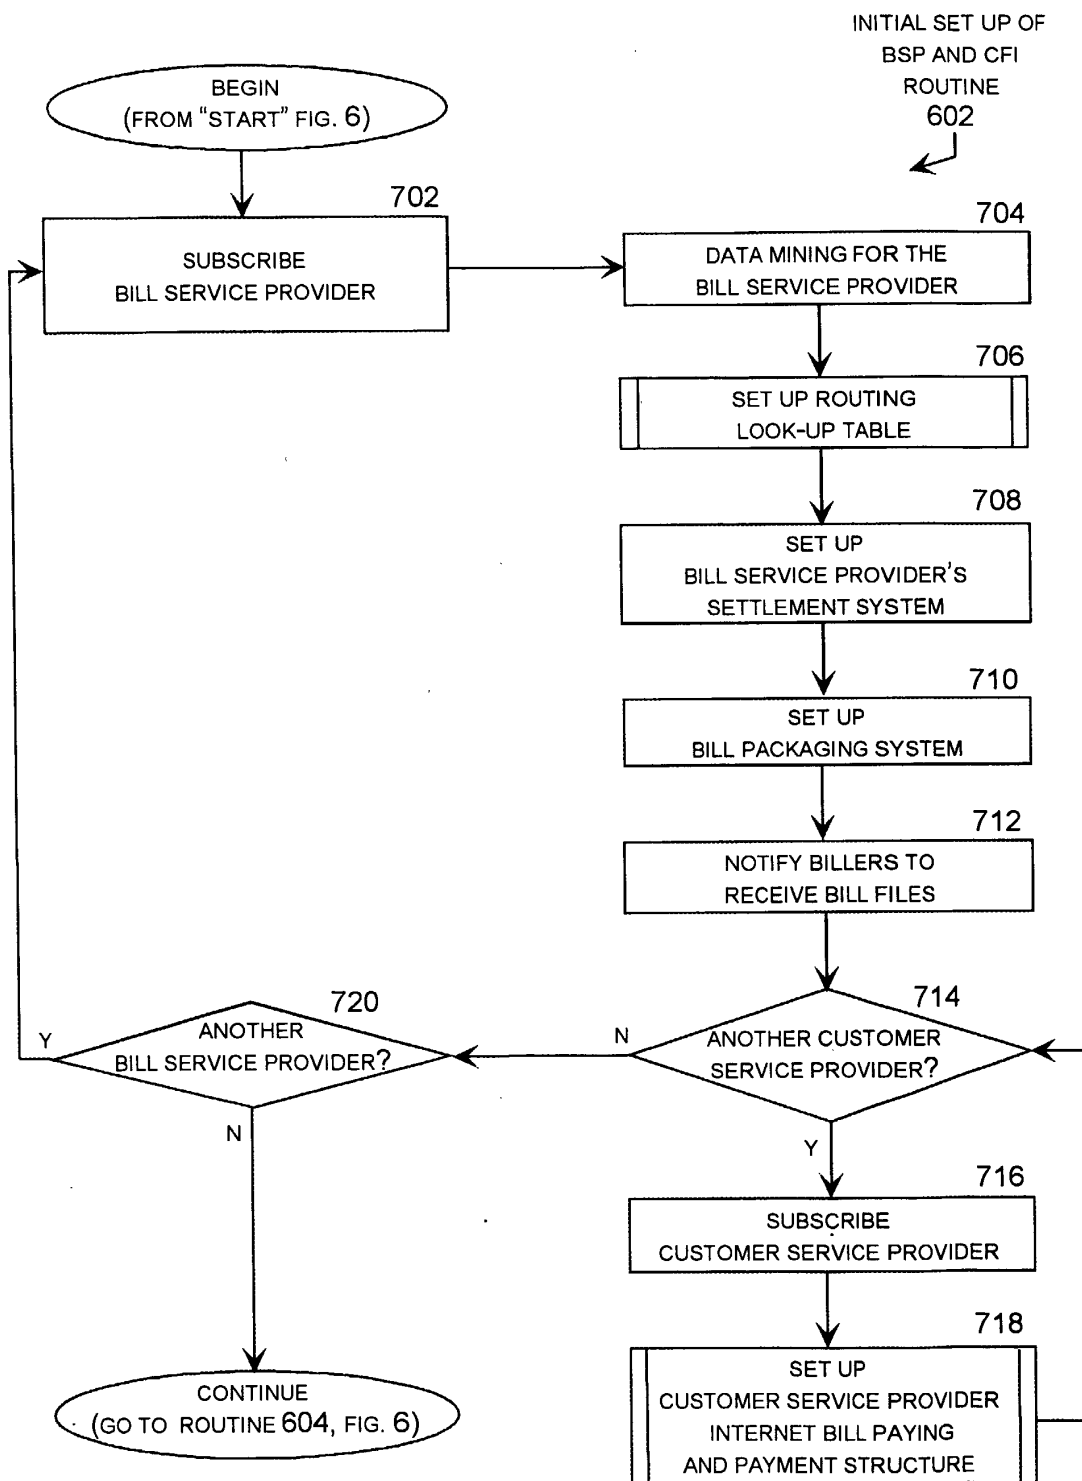 INITIAL SET UP OF
BSP AND CFI
ROUTINE
602
BEGIN
(FROM "START" FIG. 6)
702
SUBSCRIBE
BILL SERVICE PROVIDER
704
DATA MINING FOR THE
BILL SERVICE PROVIDER
706
SET UP ROUTING
LOOK-UP TABLE
708
SET UP
BILL SERVICE PROVIDER'S
SETTLEMENT SYSTEM
710
SET UP
BILL PACKAGING SYSTEM
712
NOTIFY BILLERS TO
RECEIVE BILL FILES
714
ANOTHER CUSTOMER
SERVICE PROVIDER?
N
Y
720
ANOTHER
BILL SERVICE PROVIDER?
Y
N
716
SUBSCRIBE
CUSTOMER SERVICE PROVIDER
718
SET UP
CUSTOMER SERVICE PROVIDER
INTERNET BILL PAYING
AND PAYMENT STRUCTURE
CONTINUE
(GO TO ROUTINE 604, FIG. 6)